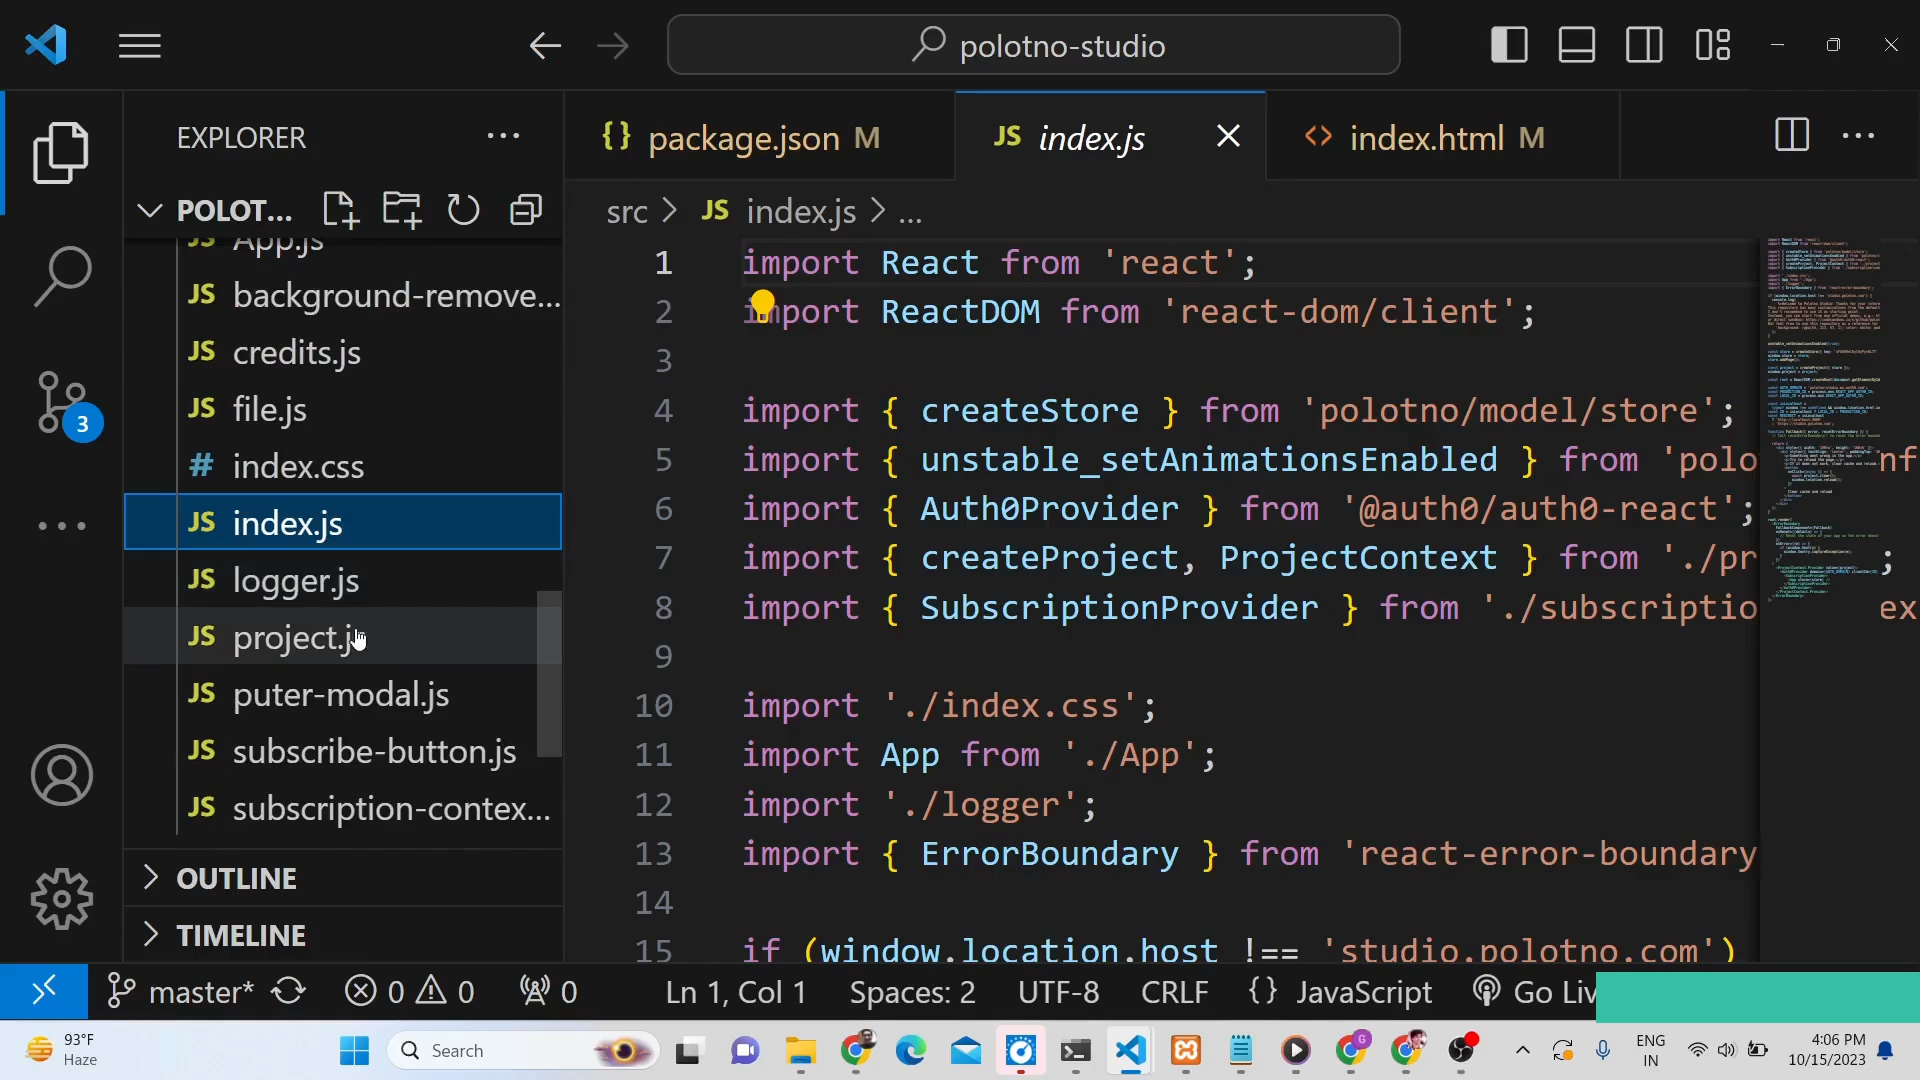 polotno-studio
EXPLORER
POLOT...
App.js
background-remove...
credits.js
file.js
index.css
index.js
logger.js
project.js
puter-modal.js
subscribe-button.js
subscription-contex...
OUTLINE
TIMELINE
3
package.json M
index.js
index.html M
src > JS index.js > ...
1 import React from 'react';
2 import ReactDOM from 'react-dom/client';
3
4 import { createStore } from 'polotno/model/store';
5 import { unstable_setAnimationsEnabled } from 'polo
6 import { Auth0Provider } from '@auth0/auth0-react';
7 import { createProject, ProjectContext } from './pr
8 import { SubscriptionProvider } from './subscriptio
9
10 import './index.css';
11 import App from './App';
12 import './logger';
13 import { ErrorBoundary } from 'react-error-boundary
14
15 if (window.location.host !== 'studio.polotno.com')
master* 0 0 0 Ln 1, Col 1 Spaces: 2 UTF-8 CRLF {} JavaScript Go Liv
93°F
Haze
Search
ENG
IN
4:06 PM
10/15/2023